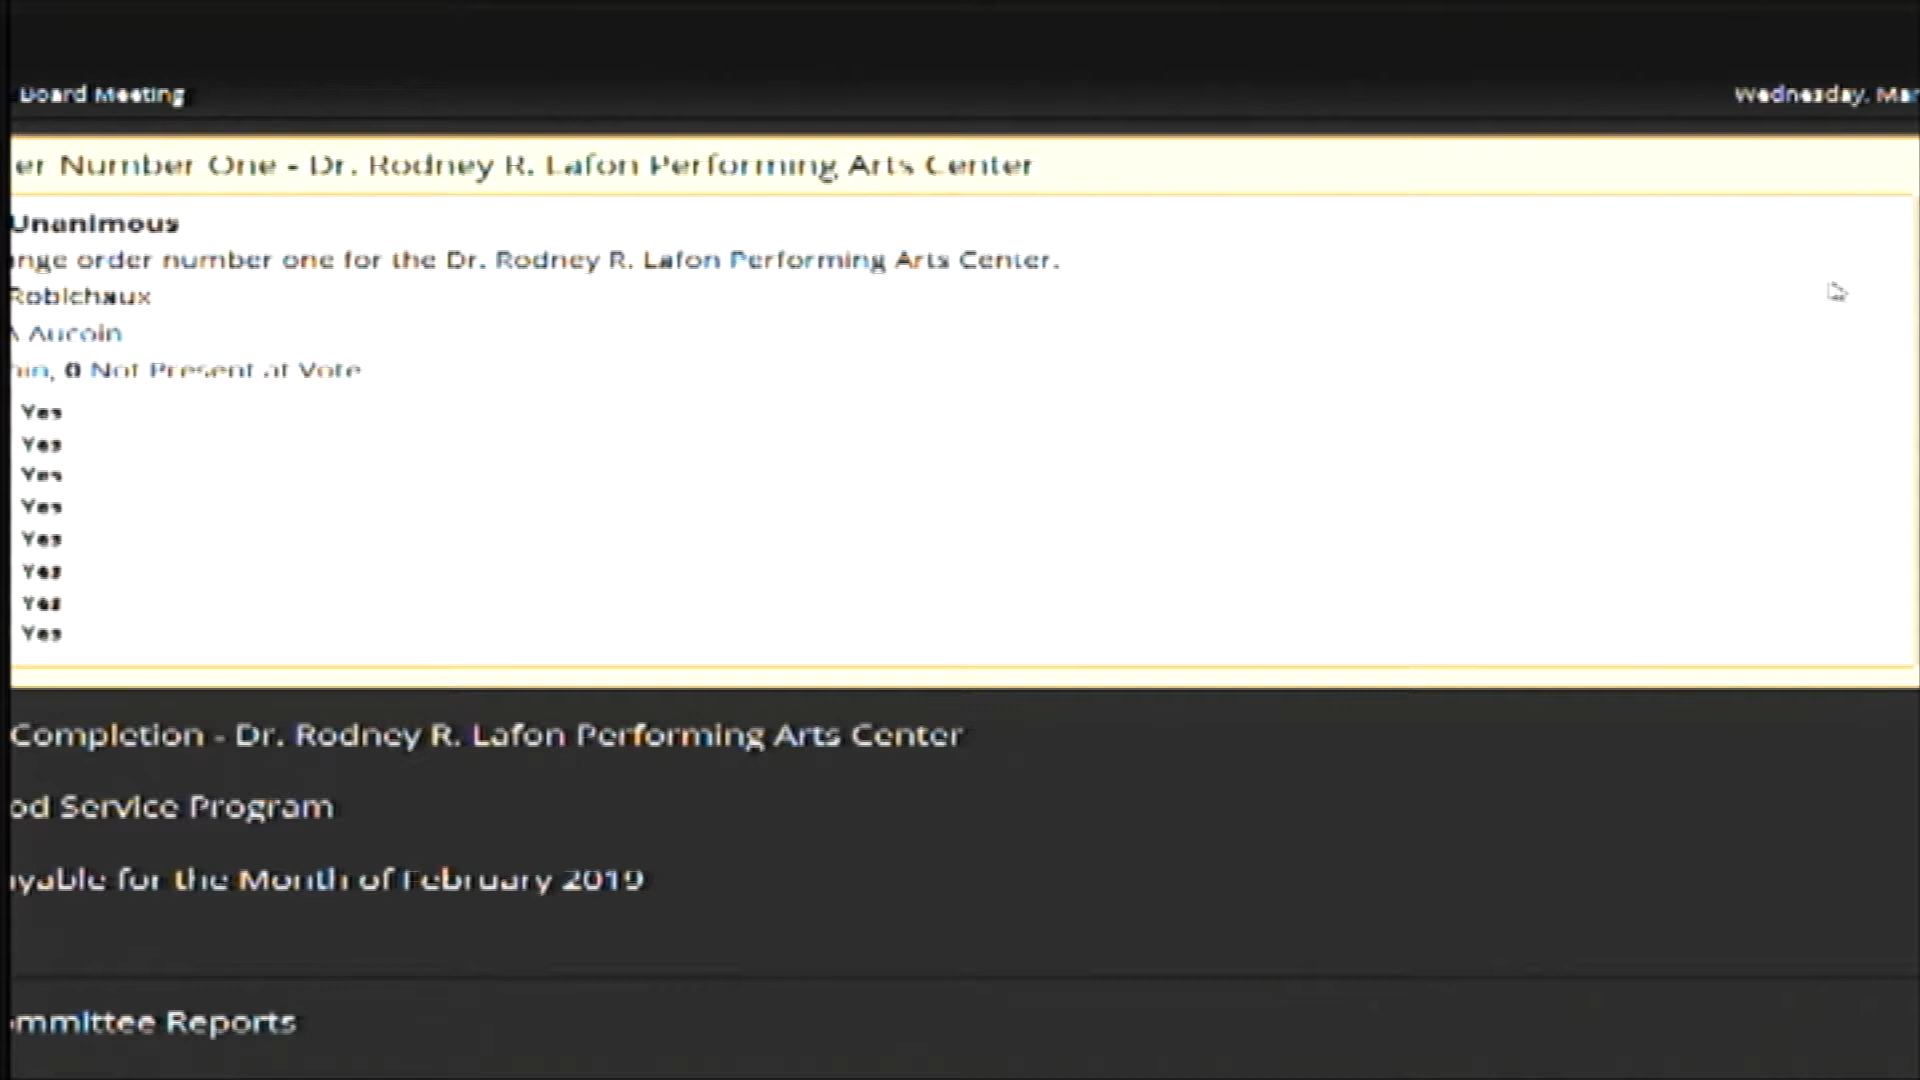 Board Meeting
Wednesday, Mar
er Number One - Dr. Rodney R. Lafon Performing Arts Center
Unanimous
nge order number one for the Dr. Rodney R. Lafon Performing Arts Center.
Robichaux
Aucoin
in, 0 Not Present at Vote
Yes
Yes
Yes
Yes
Yes
Yes
Yes
Yes
Completion - Dr. Rodney R. Lafon Performing Arts Center
od Service Program
yable for the Month of February 2019
mmittee Reports